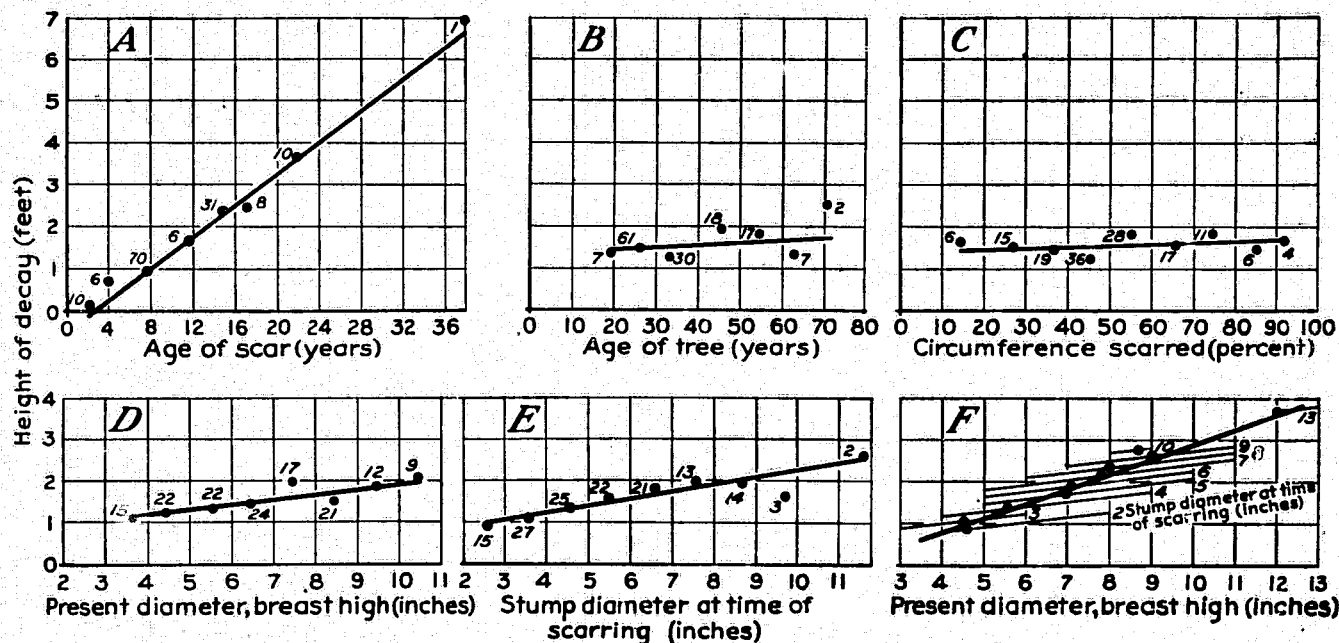 Height of decay (feet)
A
7
6
5
4
3
2
1
0
10
6
70
6
31
8
10
1
0 4 8 12 16 20 24 28 32 36
Age of scar (years)
B
7
61
30
18
17
7
2
0 10 20 30 40 50 60 70 80
Age of tree (years)
C
6
15
19
36
28
17
11
6
4
0 10 20 30 40 50 60 70 80 90 100
Circumference scarred (percent)
D
4
3
2
1
0
15
22
22
24
17
21
12
9
2 3 4 5 6 7 8 9 10 11
Present diameter, breast high (inches)
E
15
27
25
22
21
13
14
3
2
2 3 4 5 6 7 8 9 10 11
Stump diameter at time of
scarring (inches)
F
10
13
9
8
7
6
5
4
3
2 Stump diameter at time
of scarring (inches)
3 4 5 6 7 8 9 10 11 12 13
Present diameter, breast high (inches)